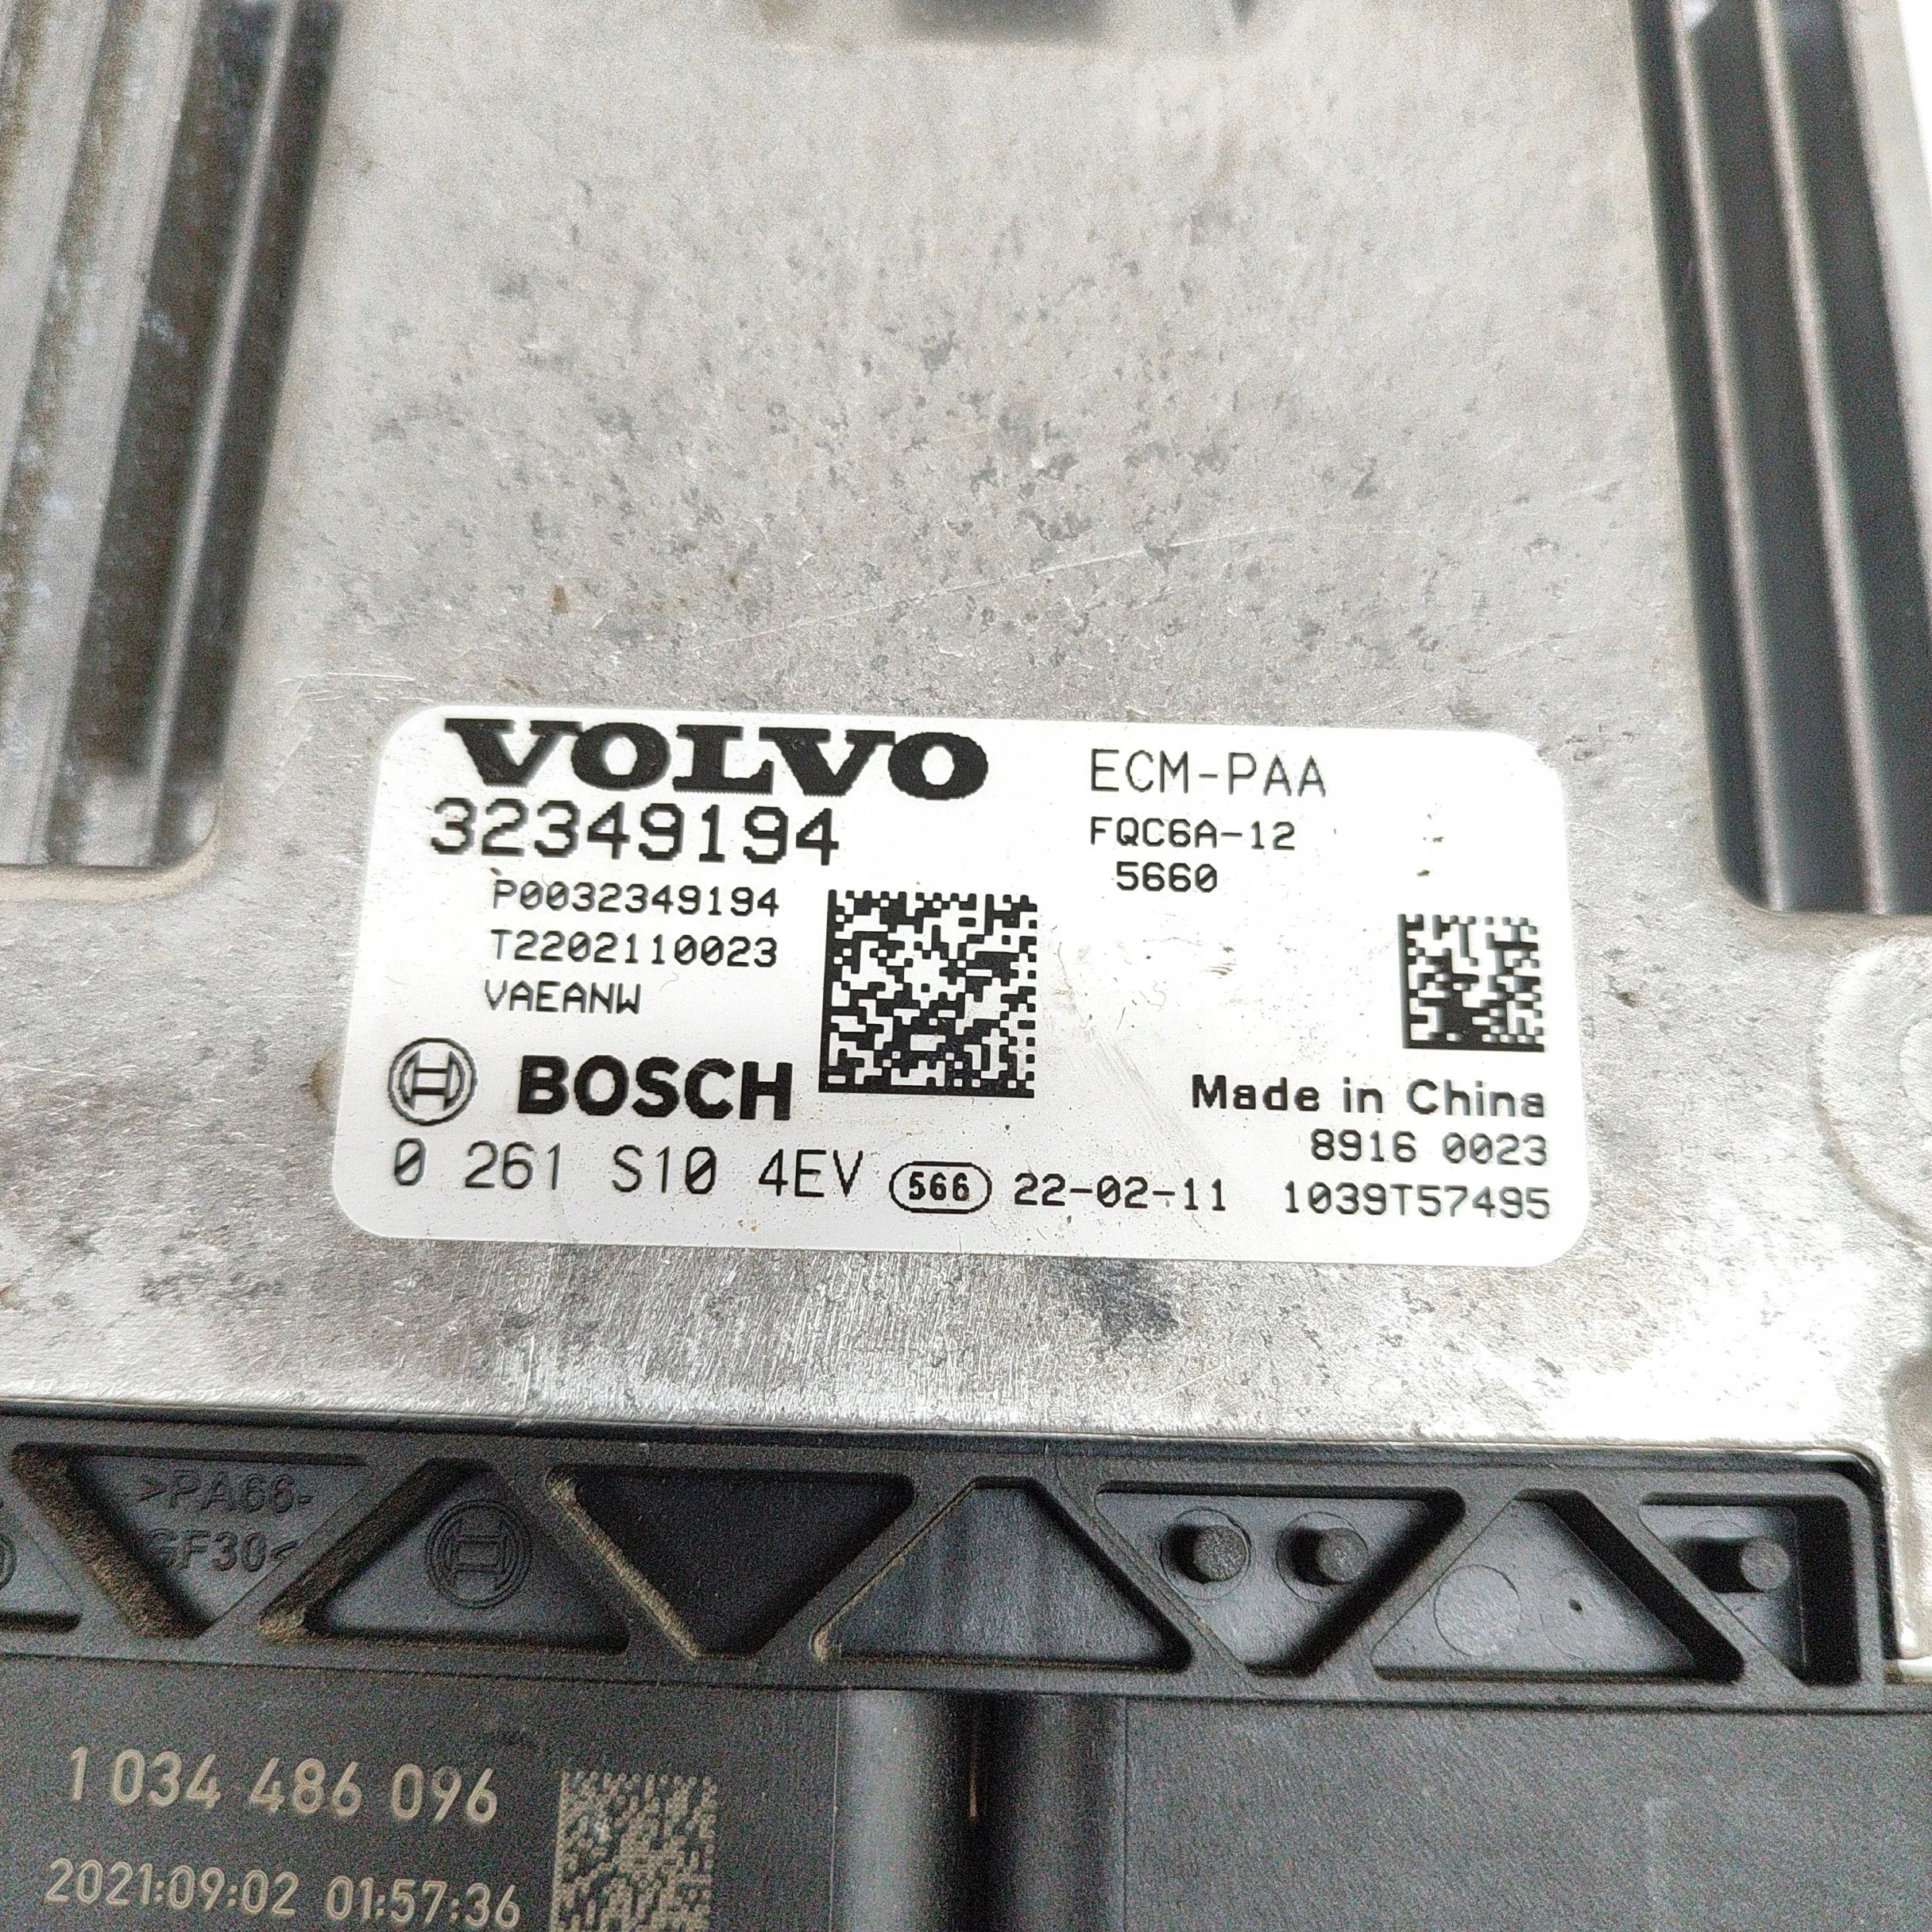 VOLVO
32349194
P0032349194
T2202110023
VAEANW
ECM-PAA
FQC6A-12
5660
BOSCH
0 261 S10 4EV
566
22-02-11
Made in China
8916 0023
1039T57495
>PA66-
GF30<
1 034 486 096
2021:09:02 01:57:36